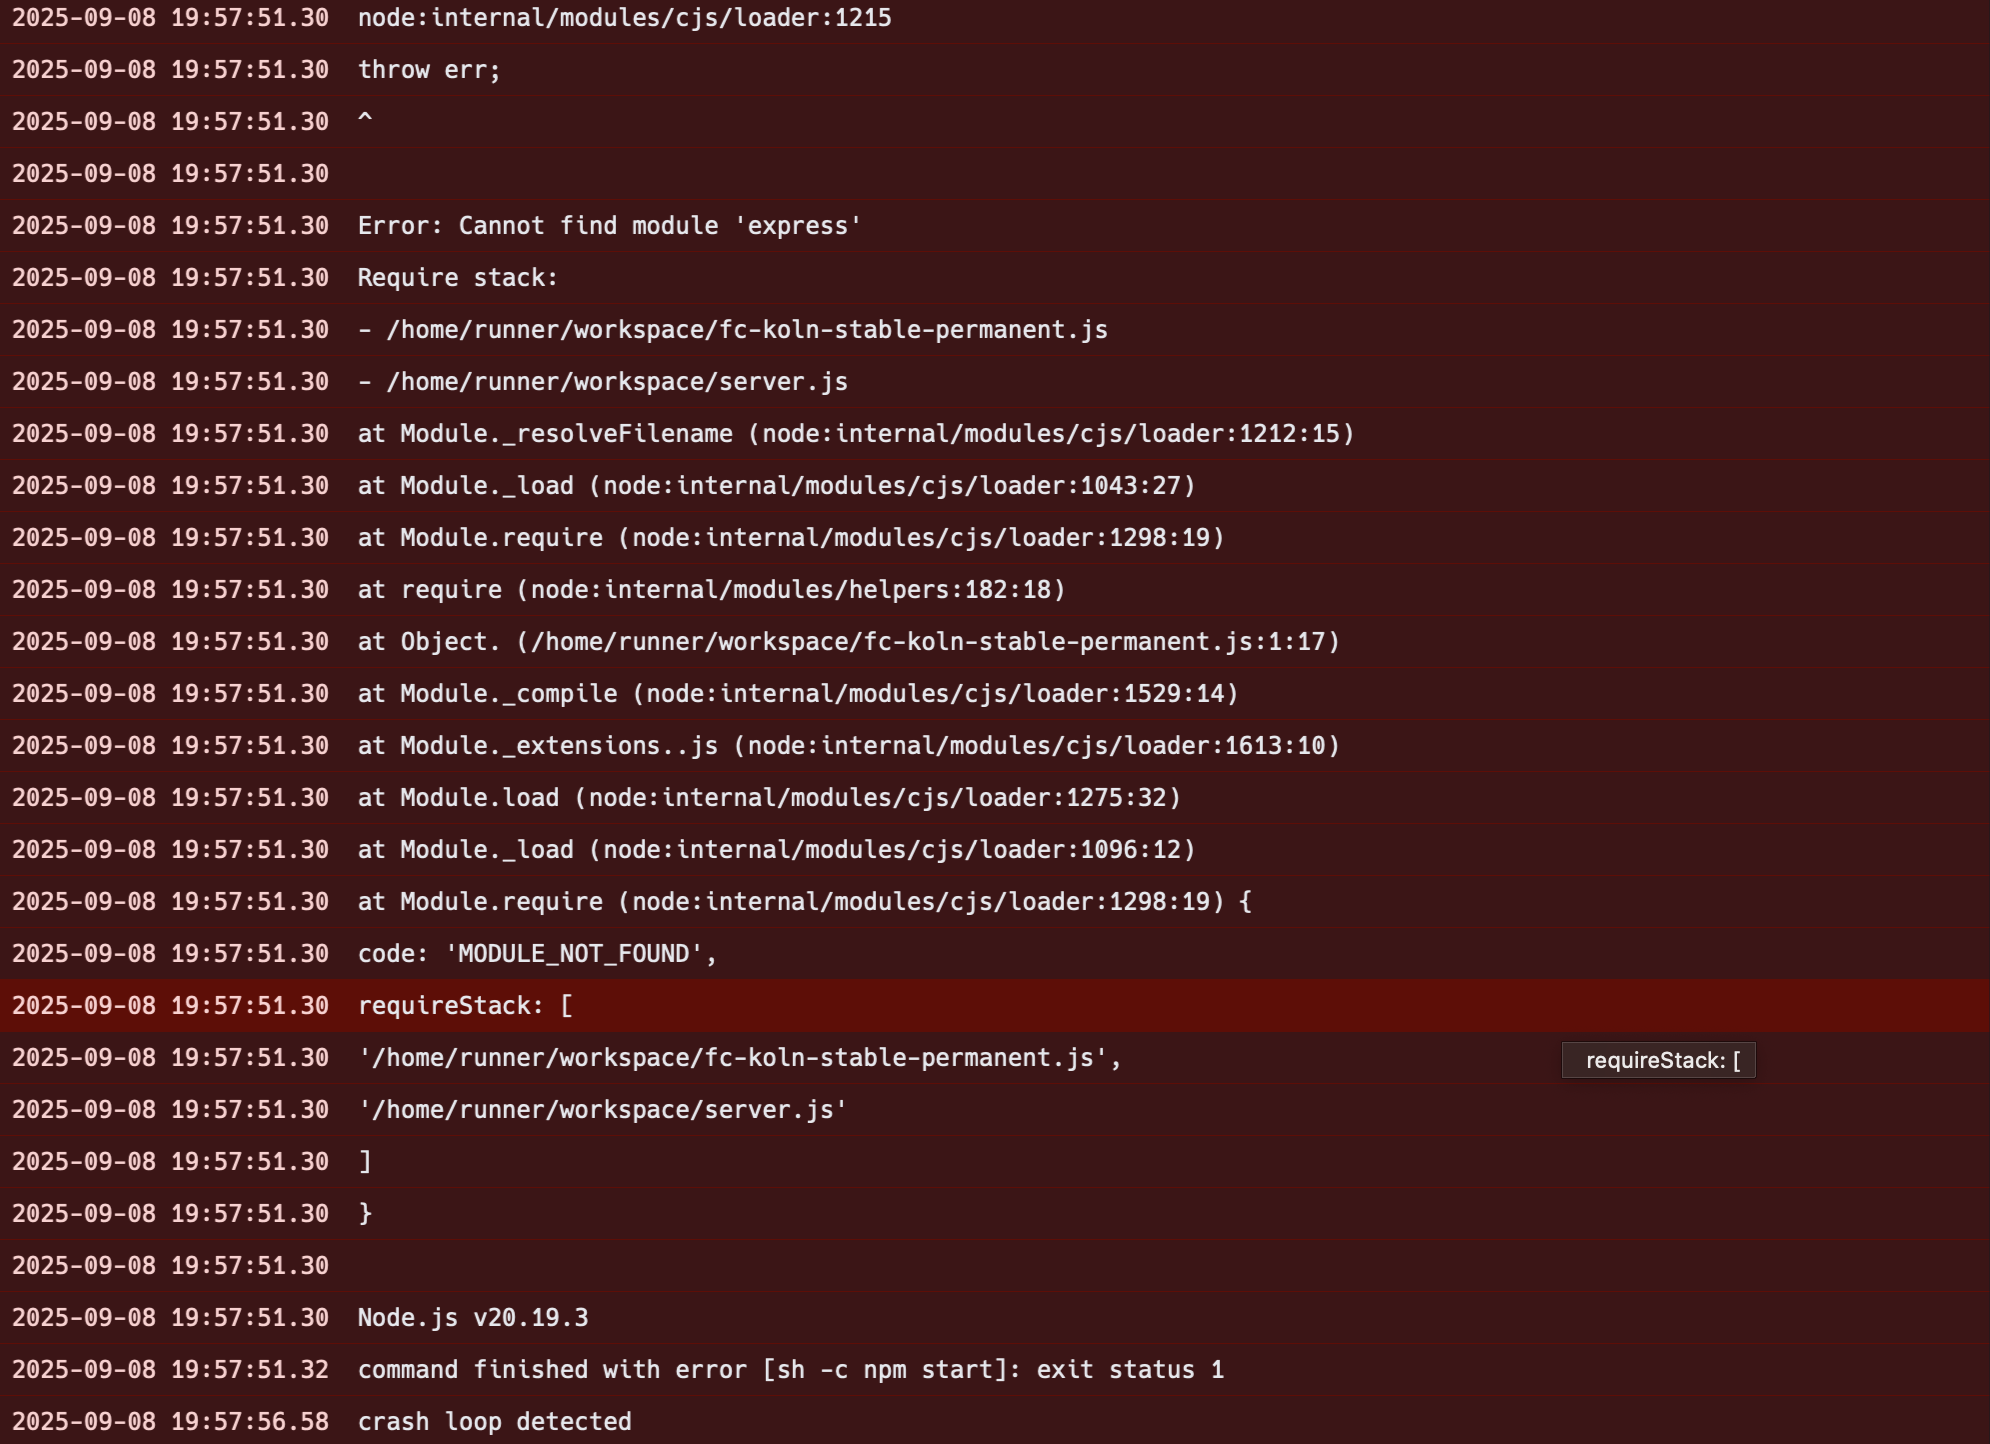 2025-09-08 19:57:51.30 node:internal/modules/cjs/loader:1215
2025-09-08 19:57:51.30 throw err;
2025-09-08 19:57:51.30 ^
2025-09-08 19:57:51.30
2025-09-08 19:57:51.30 Error: Cannot find module 'express'
2025-09-08 19:57:51.30 Require stack:
2025-09-08 19:57:51.30 - /home/runner/workspace/fc-koln-stable-permanent.js
2025-09-08 19:57:51.30 - /home/runner/workspace/server.js
2025-09-08 19:57:51.30 at Module._resolveFilename (node:internal/modules/cjs/loader:1212:15)
2025-09-08 19:57:51.30 at Module._load (node:internal/modules/cjs/loader:1043:27)
2025-09-08 19:57:51.30 at Module.require (node:internal/modules/cjs/loader:1298:19)
2025-09-08 19:57:51.30 at require (node:internal/modules/helpers:182:18)
2025-09-08 19:57:51.30 at Object. (/home/runner/workspace/fc-koln-stable-permanent.js:1:17)
2025-09-08 19:57:51.30 at Module._compile (node:internal/modules/cjs/loader:1529:14)
2025-09-08 19:57:51.30 at Module._extensions..js (node:internal/modules/cjs/loader:1613:10)
2025-09-08 19:57:51.30 at Module.load (node:internal/modules/cjs/loader:1275:32)
2025-09-08 19:57:51.30 at Module._load (node:internal/modules/cjs/loader:1096:12)
2025-09-08 19:57:51.30 at Module.require (node:internal/modules/cjs/loader:1298:19) {
2025-09-08 19:57:51.30 code: 'MODULE_NOT_FOUND',
2025-09-08 19:57:51.30 requireStack: [
2025-09-08 19:57:51.30 '/home/runner/workspace/fc-koln-stable-permanent.js',
requireStack: [
2025-09-08 19:57:51.30 '/home/runner/workspace/server.js'
2025-09-08 19:57:51.30 ]
2025-09-08 19:57:51.30 }
2025-09-08 19:57:51.30
2025-09-08 19:57:51.30 Node.js v20.19.3
2025-09-08 19:57:51.32 command finished with error [sh -c npm start]: exit status 1
2025-09-08 19:57:56.58 crash loop detected